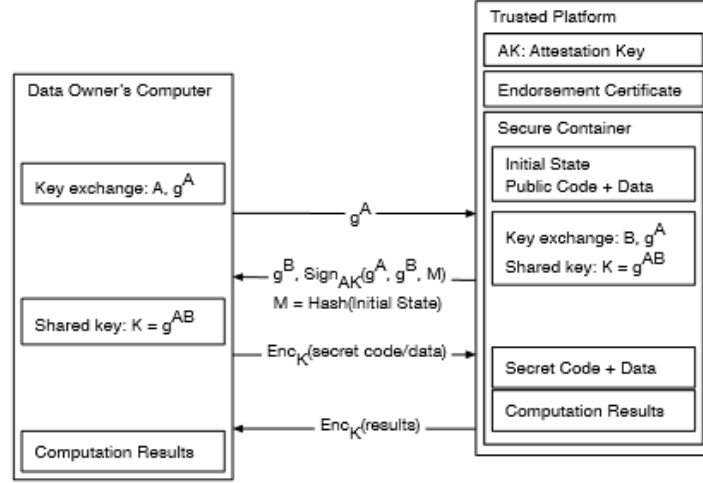 Trusted Platform
AK: Attestation Key
Endorsement Certificate
Secure Container
Initial State
Public Code + Data
Key exchange: B, g^A
Shared key: K = g^AB
Secret Code + Data
Computation Results
Data Owner's Computer
Key exchange: A, g^A
Shared key: K = g^AB
Computation Results
g^A
g^B, Sign_AK(g^A, g^B, M)
M = Hash(Initial State)
Enc_K(secret code/data)
Enc_K(results)